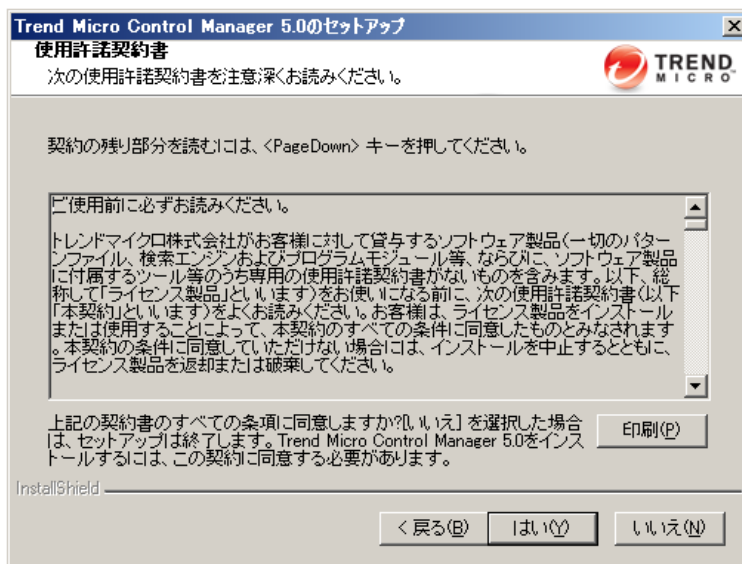 Trend Micro Control Manager 5.0のセットアップ
使用許諾契約書
次の使用許諾契約書を注意深くお読みください。
TREND
MICRO
契約の残り部分を読むには、<PageDown> キーを押してください。
ご使用前に必ずお読みください。
トレンドマイクロ株式会社がお客様に対して貸与するソフトウェア製品(一切のパター
ンファイル、検索エンジンおよびプログラムモジュール等、ならびに、ソフトウェア製品
に付属するツール等のうち専用の使用許諾契約書がないものを含みます。以下、総
称して「ライセンス製品」といいます)をお使いになる前に、次の使用許諾契約書(以下
「本契約」といいます)をよくお読みください。お客様は、ライセンス製品をインストール
または使用することによって、本契約のすべての条件に同意したものとみなされます
。本契約の条件に同意していただけない場合には、インストールを中止するとともに、
ライセンス製品を返却または破棄してください。
上記の契約書のすべての条項に同意しますか?[いいえ] を選択した場合
は、セットアップは終了します。Trend Micro Control Manager 5.0をインス
トールするには、この契約に同意する必要があります。
印刷(P)
InstallShield
< 戻る(B)
はい(Y)
いいえ(N)